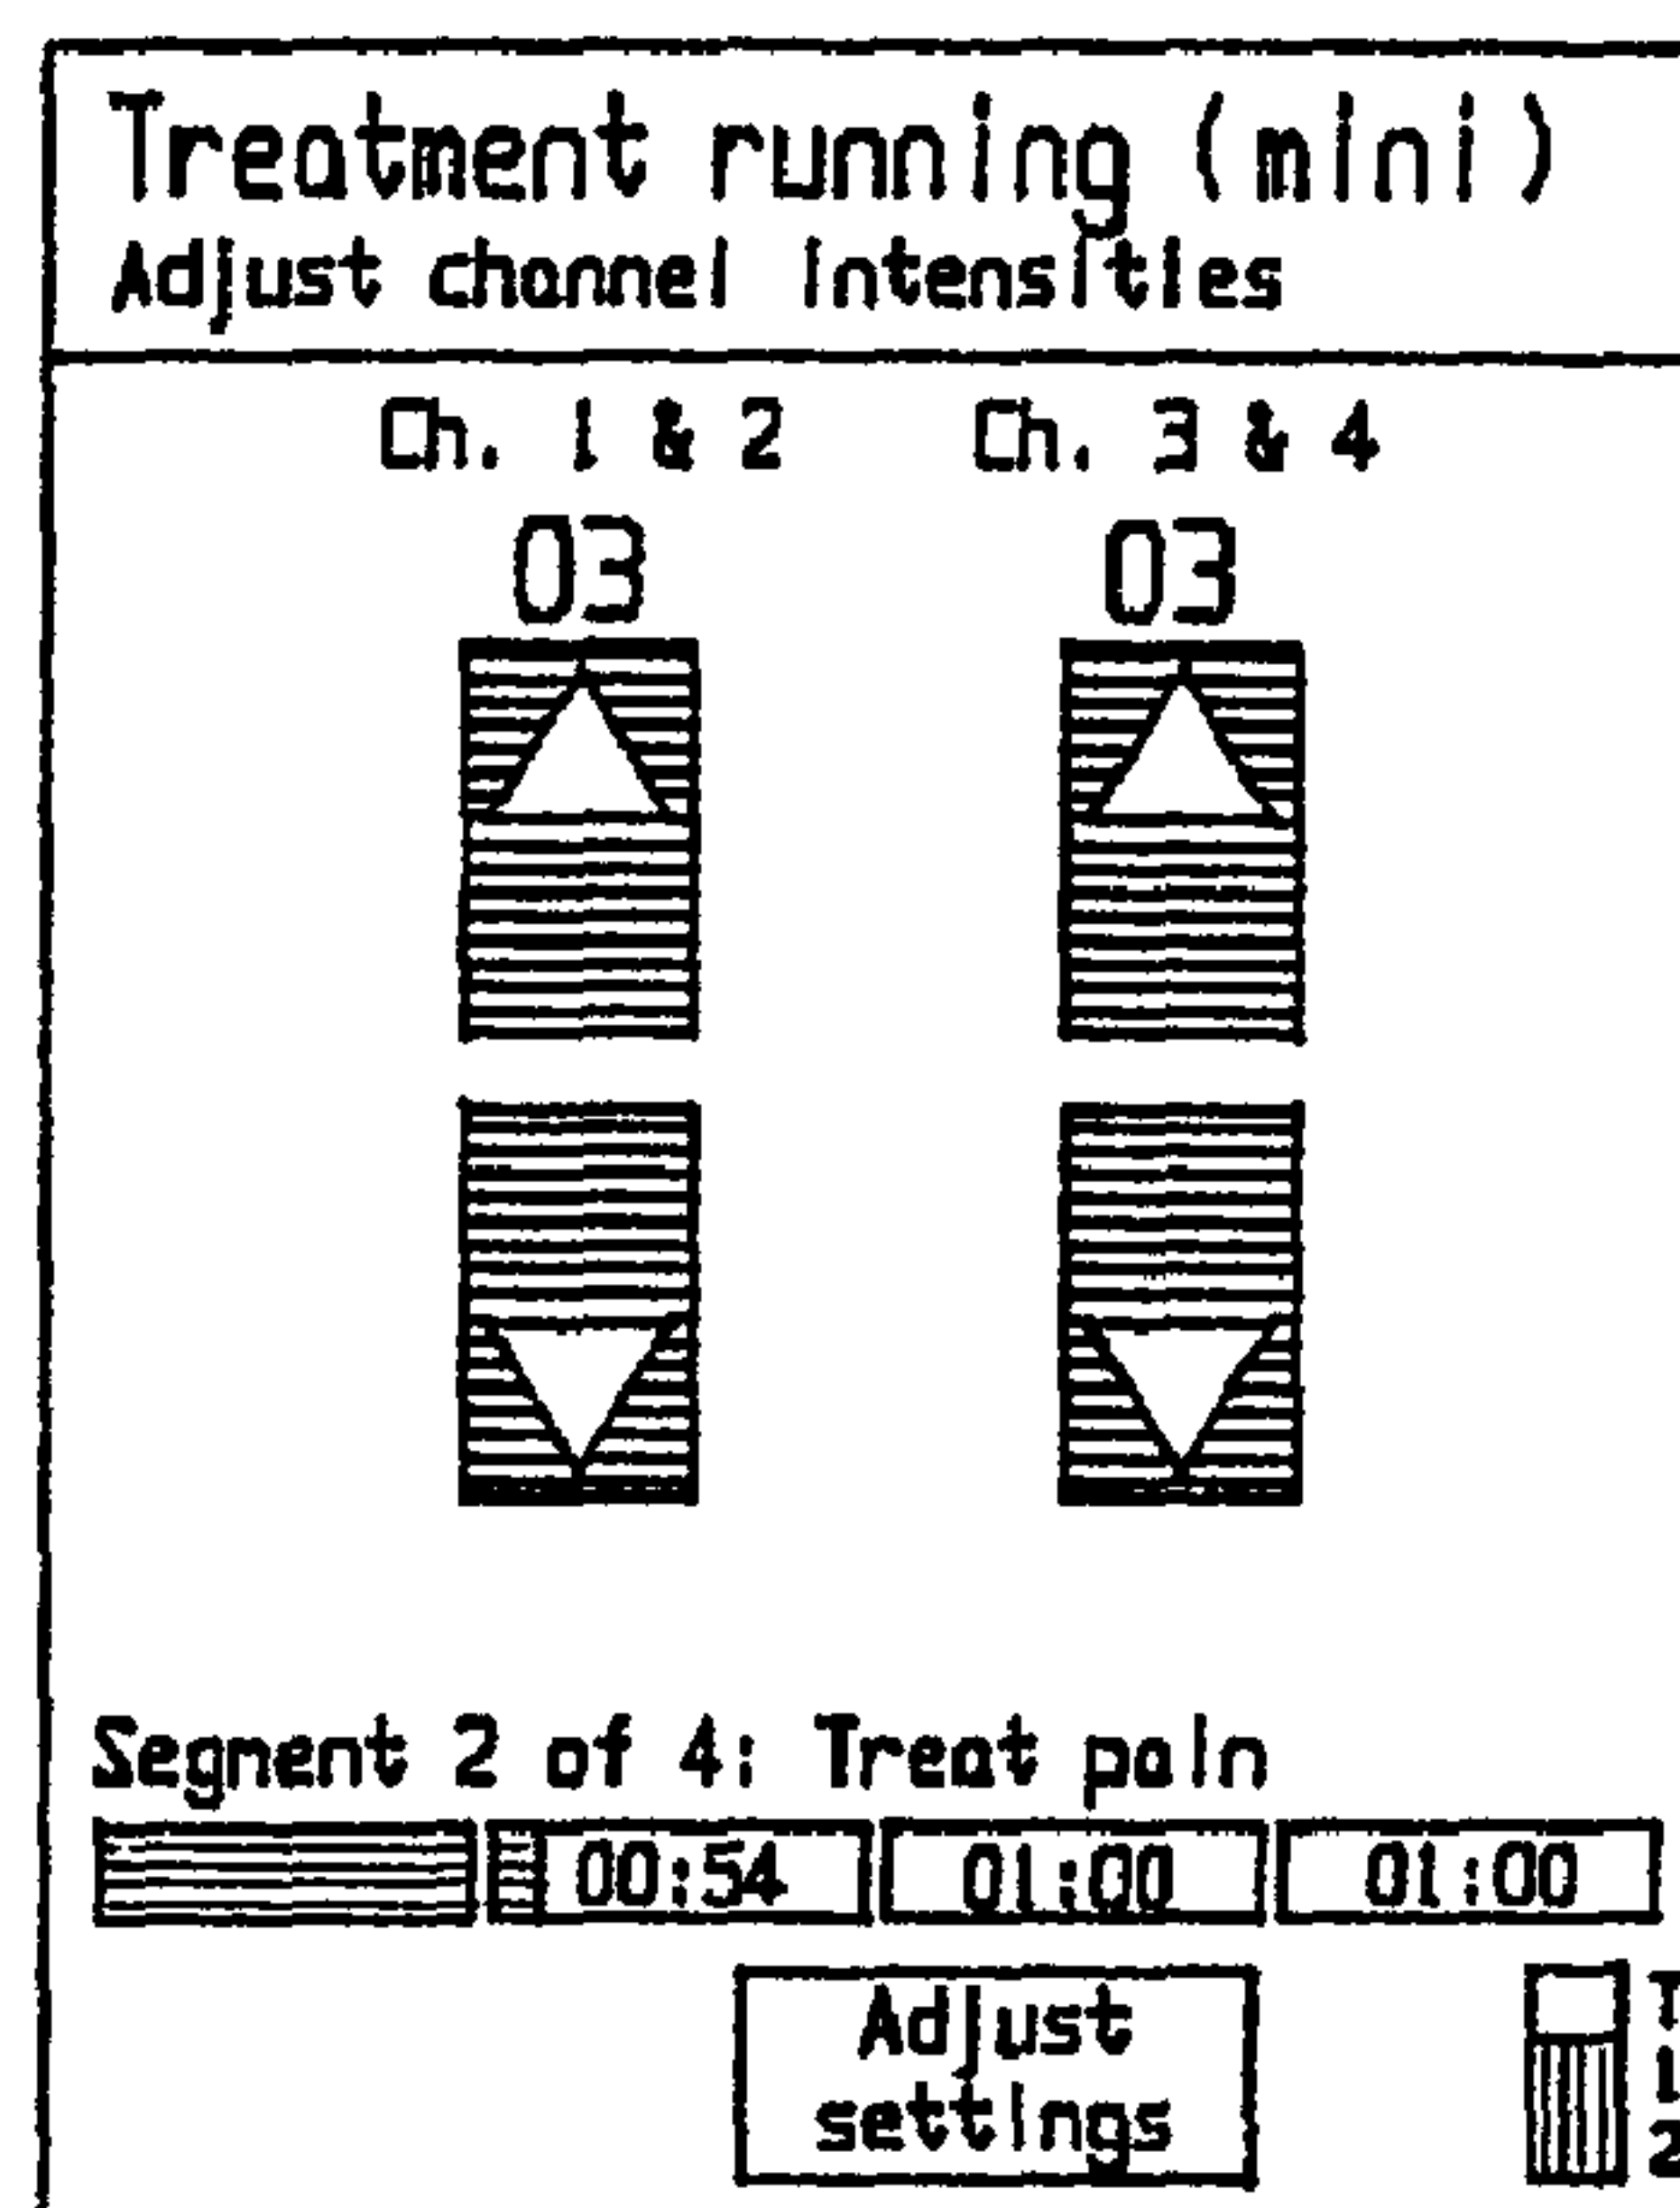 Treatment running (mini)
Adjust channel intensities
Ch. 1 & 2 Ch. 3 & 4
03 03
Segment 2 of 4: Treat pain
00:54 01:00 01:00
Adjust
settings